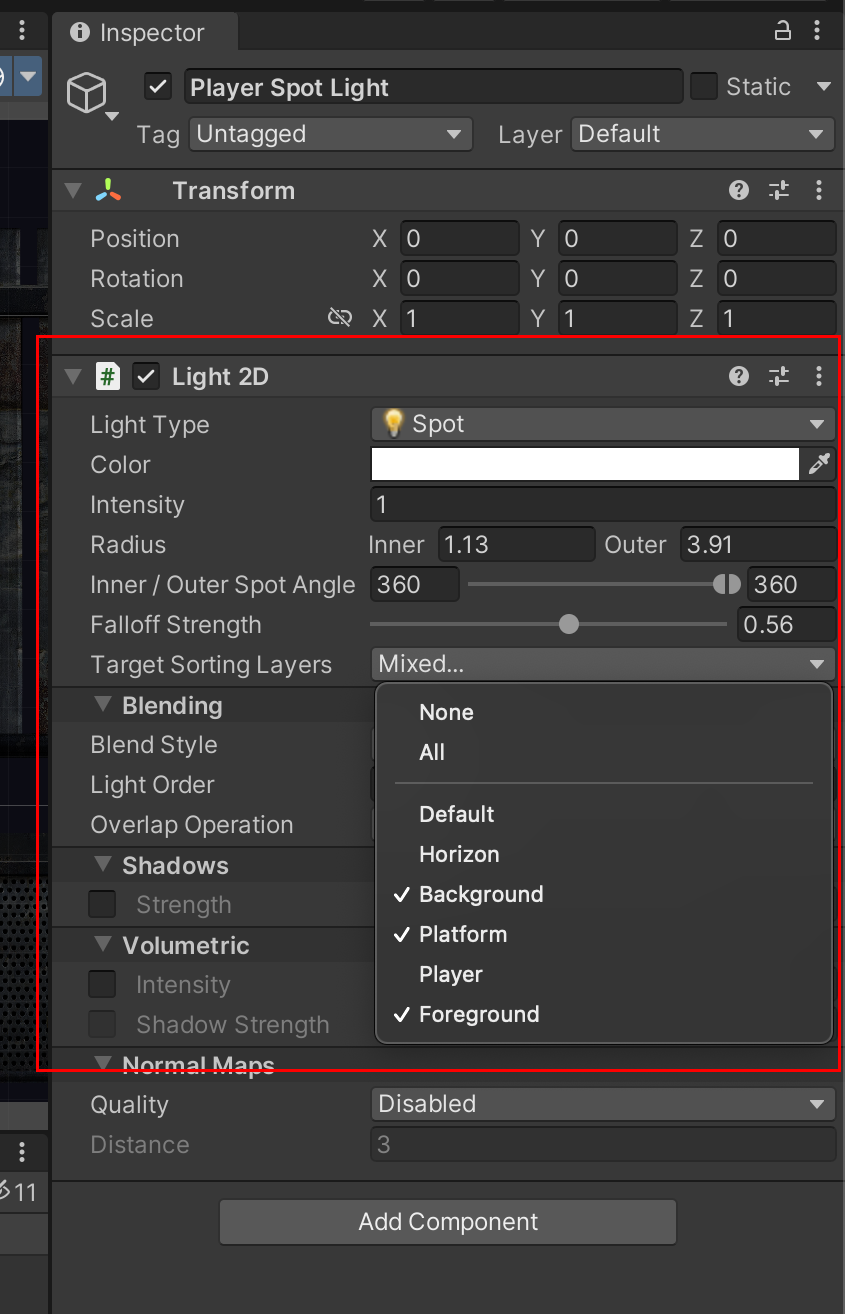 Inspector
Player Spot Light Static
Tag Untagged Layer Default
Transform
Position X 0 Y 0 Z 0
Rotation X 0 Y 0 Z 0
Scale X 1 Y 1 Z 1
# Light 2D
Light Type Spot
Color
Intensity 1
Radius Inner 1.13 Outer 3.91
Inner / Outer Spot Angle 360 360
Falloff Strength 0.56
Target Sorting Layers Mixed...
Blending
Blend Style
Light Order
Overlap Operation
Shadows
Strength
Volumetric
Intensity
Shadow Strength
None
All
Default
Horizon
Background
Platform
Player
Foreground
Normal Maps
Quality Disabled
Distance 3
11
Add Component